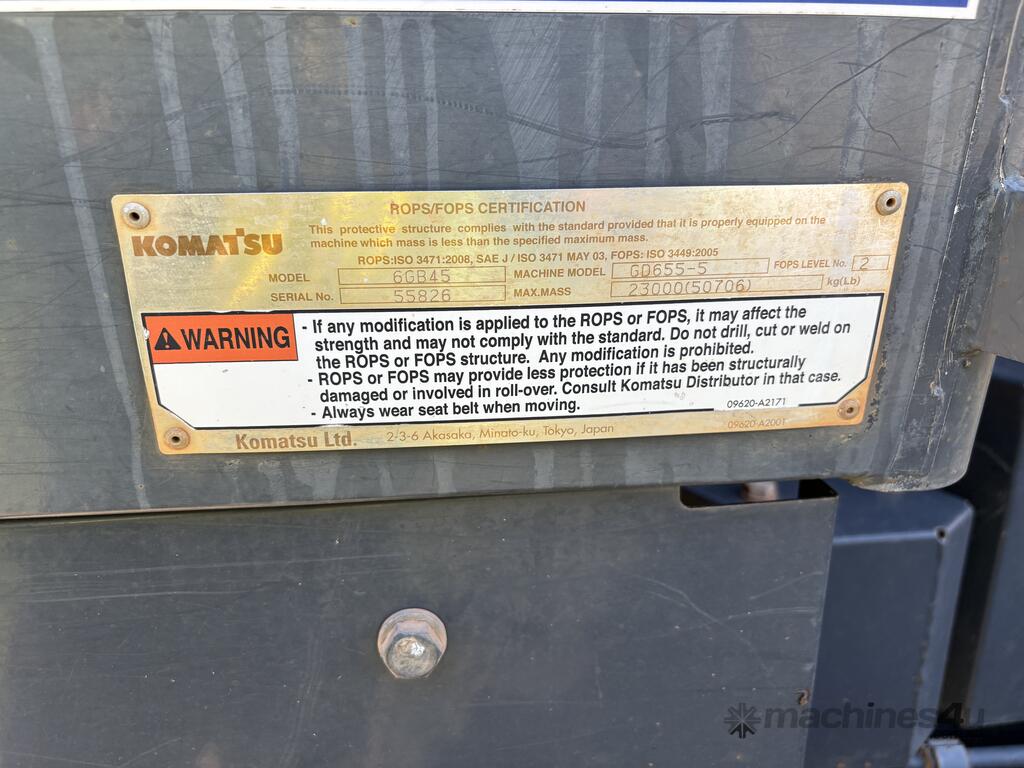 ROPS/FOPS CERTIFICATION
KOMATSU
This protective structure complies with the standard provided that it is properly equipped on the
machine which mass is less than the specified maximum mass.
ROPS:ISO 3471:2008, SAE J / ISO 3471 MAY 03, FOPS: ISO 3449:2005
MODEL 6GB45 MACHINE MODEL GD655-5 FOPS LEVEL No. 2
SERIAL No. 55826 MAX.MASS 23000(50706) kg(Lb)
WARNING
- If any modification is applied to the ROPS or FOPS, it may affect the
strength and may not comply with the standard. Do not drill, cut or weld on
the ROPS or FOPS structure. Any modification is prohibited.
- ROPS or FOPS may provide less protection if it has been structurally
damaged or involved in roll-over. Consult Komatsu Distributor in that case.
- Always wear seat belt when moving.
09620-A2171
Komatsu Ltd. 2-3-6 Akasaka, Minato-ku, Tokyo, Japan
09620-A2001
machines4u